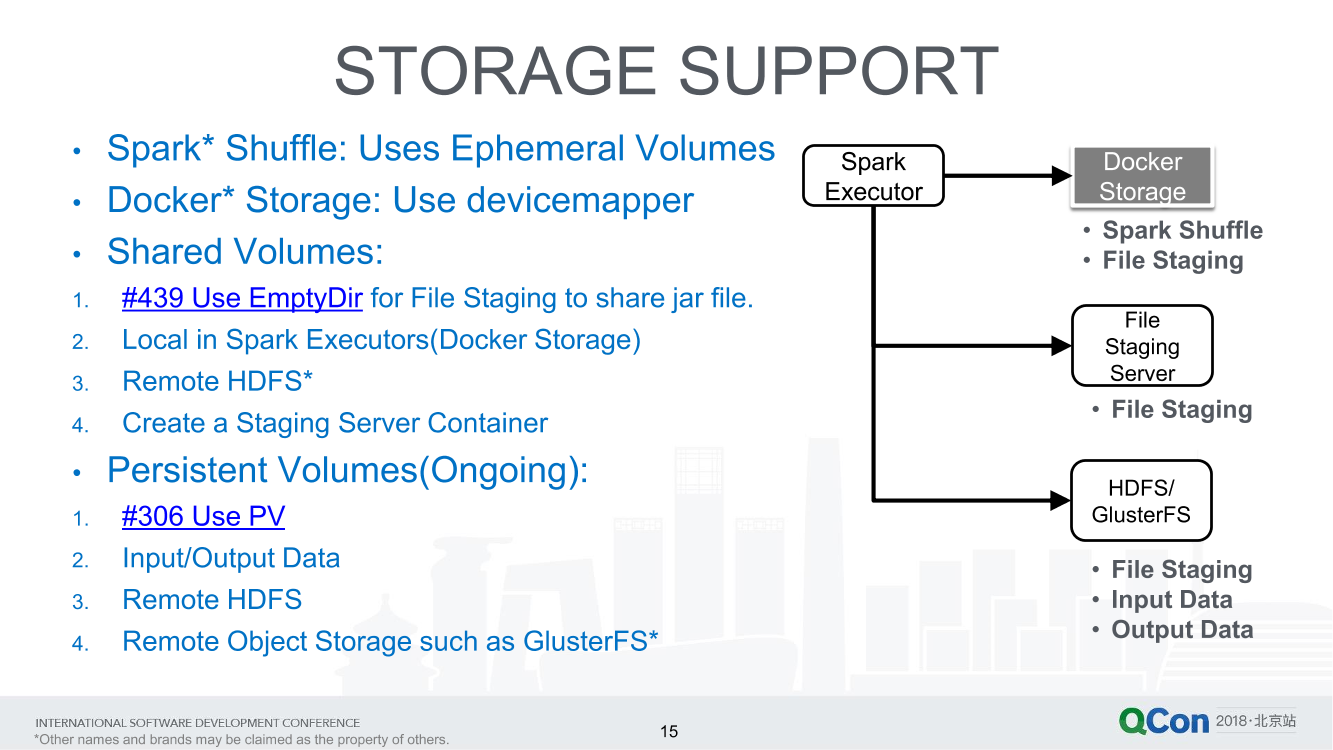 STORAGE SUPPORT
• Spark* Shuffle: Uses Ephemeral Volumes
• Docker* Storage: Use devicemapper
• Shared Volumes:
1. #439 Use EmptyDir for File Staging to share jar file.
2. Local in Spark Executors(Docker Storage)
3. Remote HDFS*
4. Create a Staging Server Container
• Persistent Volumes(Ongoing):
1. #306 Use PV
2. Input/Output Data
3. Remote HDFS
4. Remote Object Storage such as GlusterFS*
Spark
Executor
Docker
Storage
• Spark Shuffle
• File Staging
File
Staging
Server
• File Staging
HDFS/
GlusterFS
• File Staging
• Input Data
• Output Data
INTERNATIONAL SOFTWARE DEVELOPMENT CONFERENCE
*Other names and brands may be claimed as the property of others.
15
QCon 2018·北京站